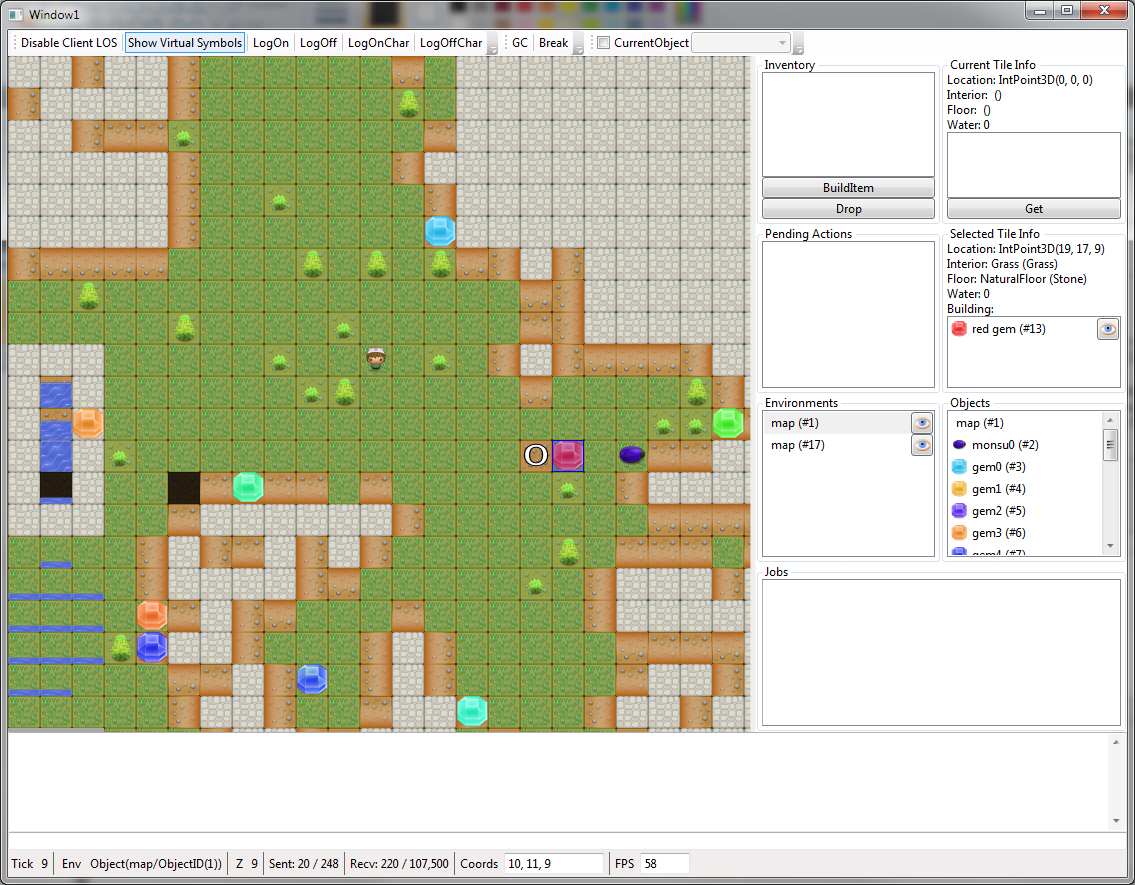 Window1
Disable Client LOS Show Virtual Symbols LogOn LogOff LogOnChar LogOffChar GC Break CurrentObject
Inventory
BuildItem
Drop
Current Tile Info
Location: IntPoint3D(0, 0, 0)
Interior: ()
Floor: ()
Water: 0
Get
Pending Actions
Selected Tile Info
Location: IntPoint3D(19, 17, 9)
Interior: Grass (Grass)
Floor: NaturalFloor (Stone)
Water: 0
Building:
red gem (#13)
Environments
map (#1)
map (#17)
Objects
map (#1)
monsu0 (#2)
gem0 (#3)
gem1 (#4)
gem2 (#5)
gem3 (#6)
gem4 (#7)
O
Jobs
Tick 9 Env Object(map/ObjectID(1)) Z 9 Sent: 20 / 248 Recv: 220 / 107,500 Coords 10, 11, 9 FPS 58